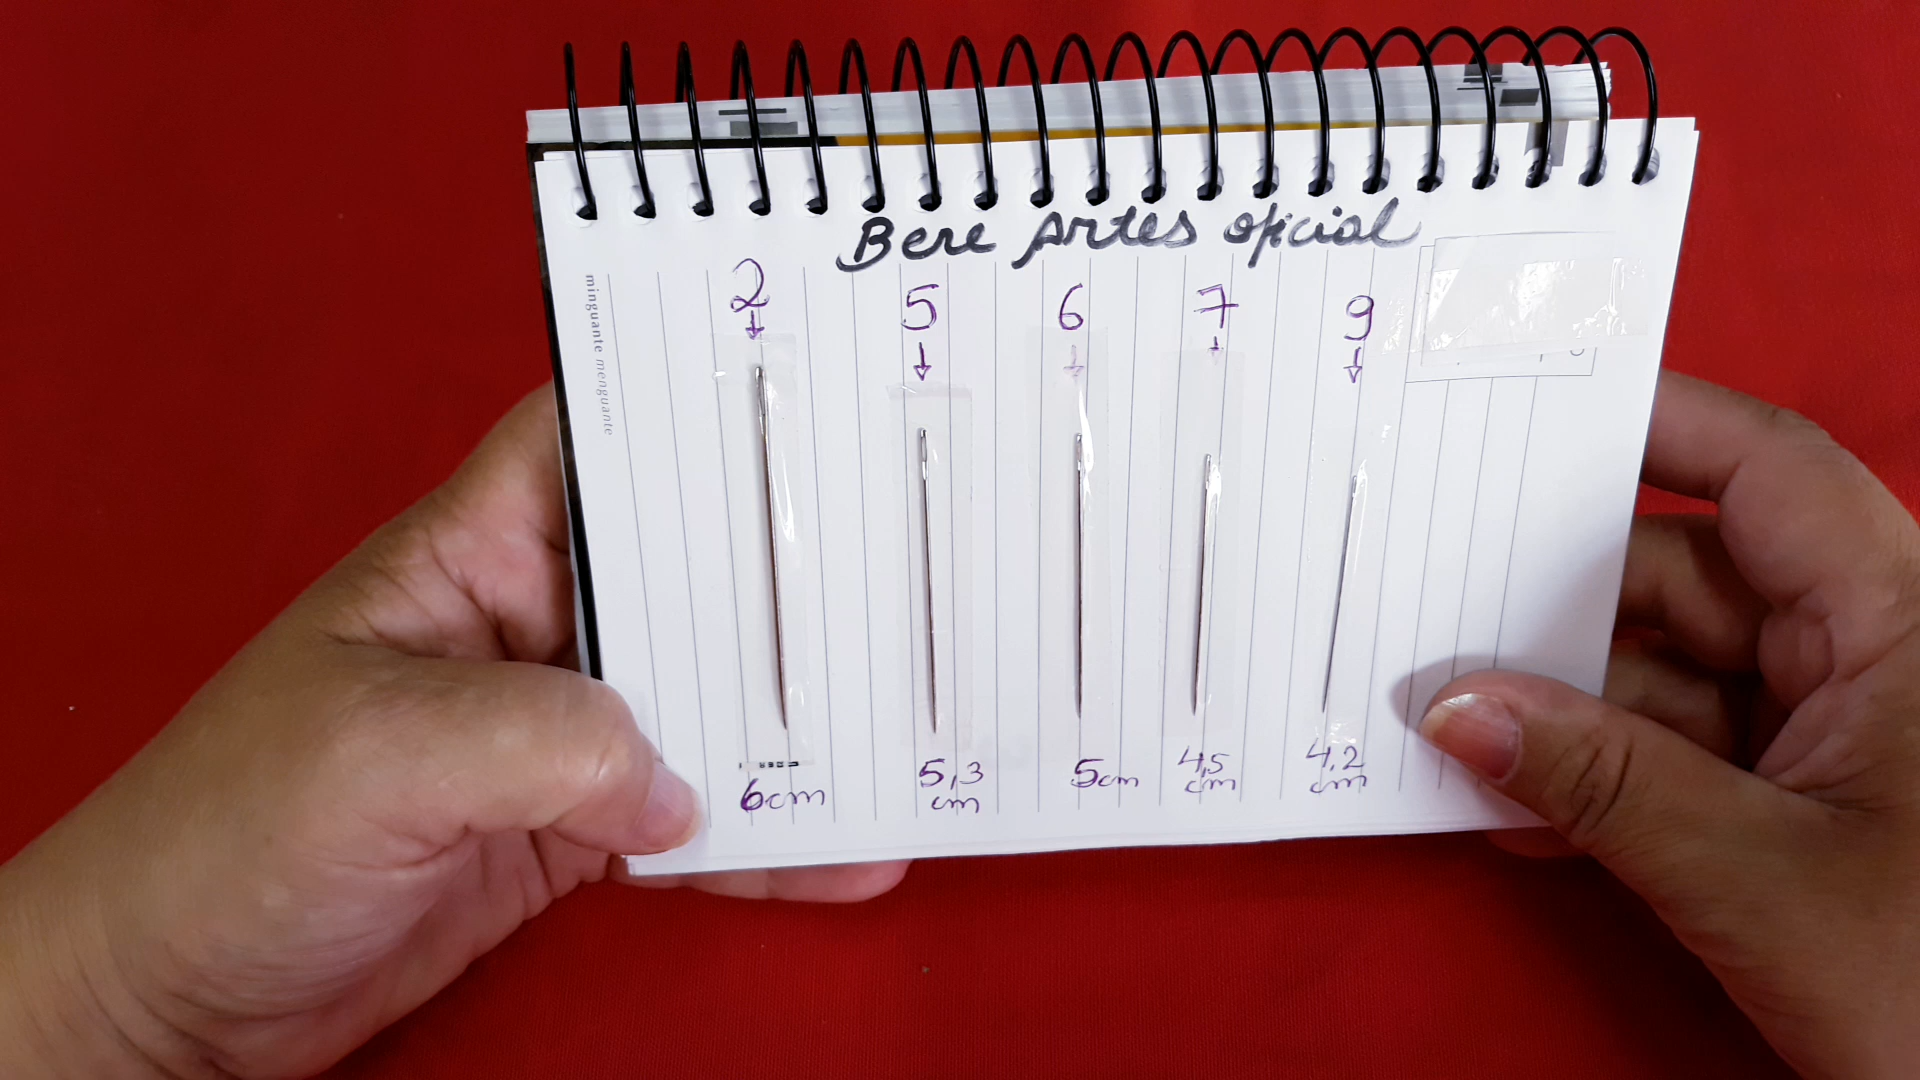 Bere Artes oficial
minguante menguante
2 5 6 7 9
6cm 5,3 cm 5cm 4,5 cm 4,2 cm